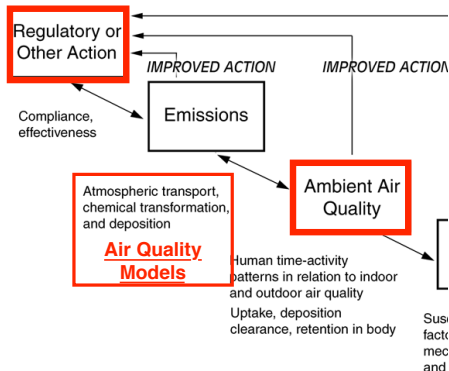 Regulatory or
Other Action
IMPROVED ACTION
IMPROVED ACTION
Compliance,
effectiveness
Emissions
Atmospheric transport,
chemical transformation,
and deposition
Air Quality
Models
Ambient Air
Quality
Human time-activity
patterns in relation to indoor
and outdoor air quality
Uptake, deposition
clearance, retention in body
and